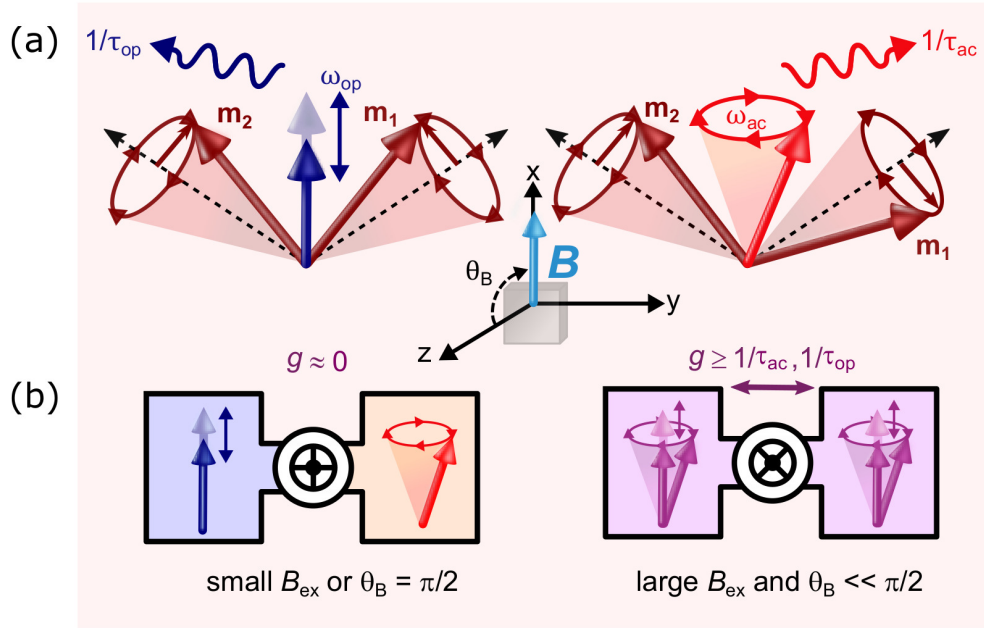 (a)
1/τop
ωop
m2
m1
1/τac
ωac
m2
m1
x
B
θB
y
z
(b)
g ≈ 0
g ≥ 1/τac , 1/τop
small Bex or θB = π/2
large Bex and θB << π/2